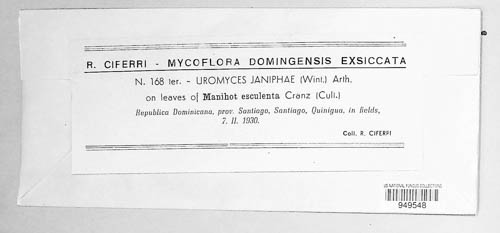 R. CIFERRI - MYCOFLORA DOMINGENSIS EXSICCATA
N. 168 ter. - UROMYCES JANIPHAE (Wint.) Arth.
on leaves of Manihot esculenta Cranz (Cult.)
Republica Dominicana, prov. Santiago, Santiago, Quinigua, in fields,
7. II. 1930.
Coll. R. CIFERRI
US NATIONAL FUNGUS COLLECTIONS
949548